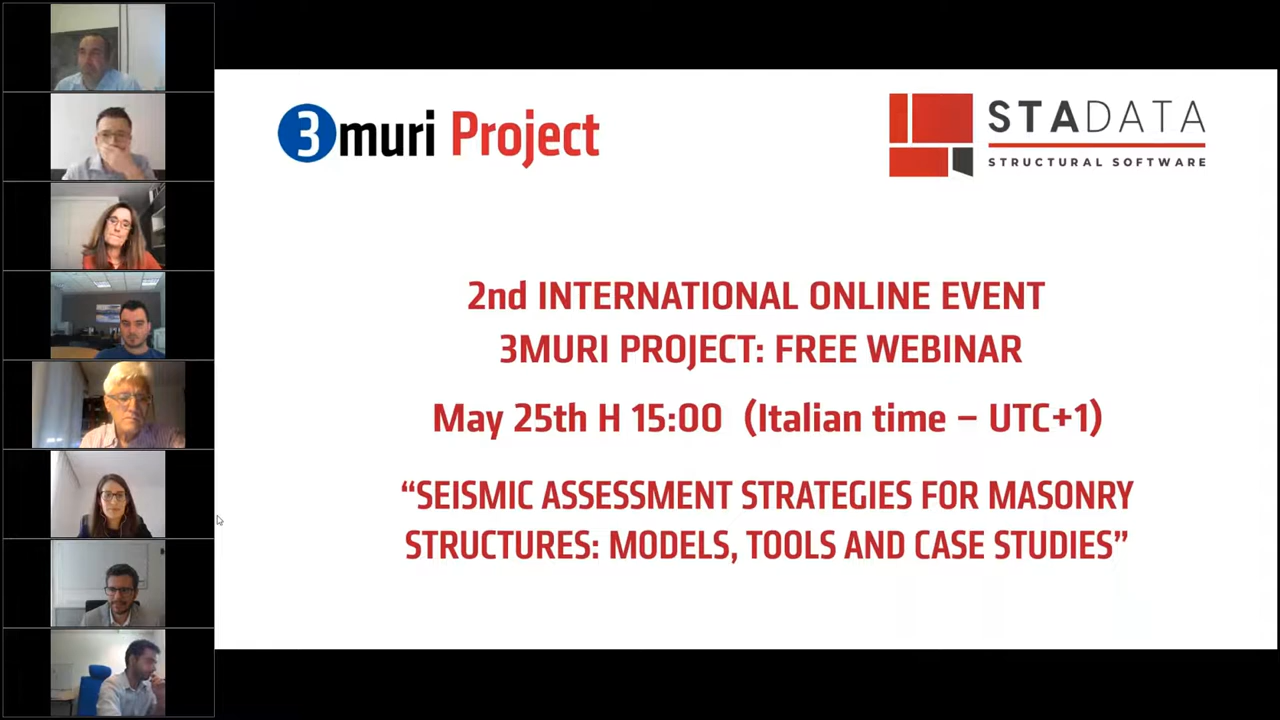 3muri Project
STADATA
STRUCTURAL SOFTWARE
2nd INTERNATIONAL ONLINE EVENT
3MURI PROJECT: FREE WEBINAR
May 25th H 15:00 (Italian time – UTC+1)
“SEISMIC ASSESSMENT STRATEGIES FOR MASONRY
STRUCTURES: MODELS, TOOLS AND CASE STUDIES”